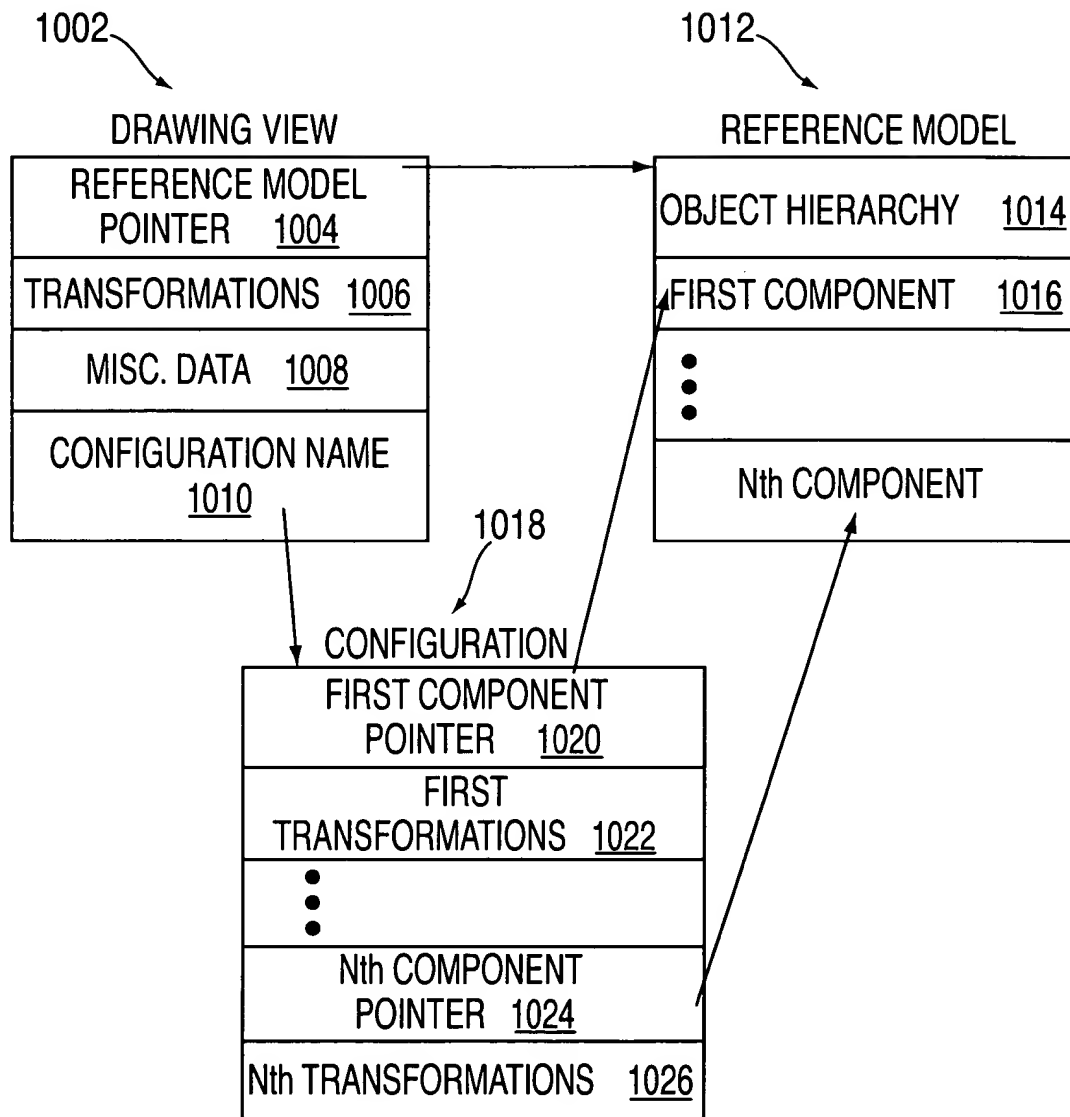 1002
DRAWING VIEW
REFERENCE MODEL
POINTER 1004
TRANSFORMATIONS 1006
MISC. DATA 1008
CONFIGURATION NAME
1010
1012
REFERENCE MODEL
OBJECT HIERARCHY 1014
FIRST COMPONENT 1016
Nth COMPONENT
1018
CONFIGURATION
FIRST COMPONENT
POINTER 1020
FIRST
TRANSFORMATIONS 1022
Nth COMPONENT
POINTER 1024
Nth TRANSFORMATIONS 1026